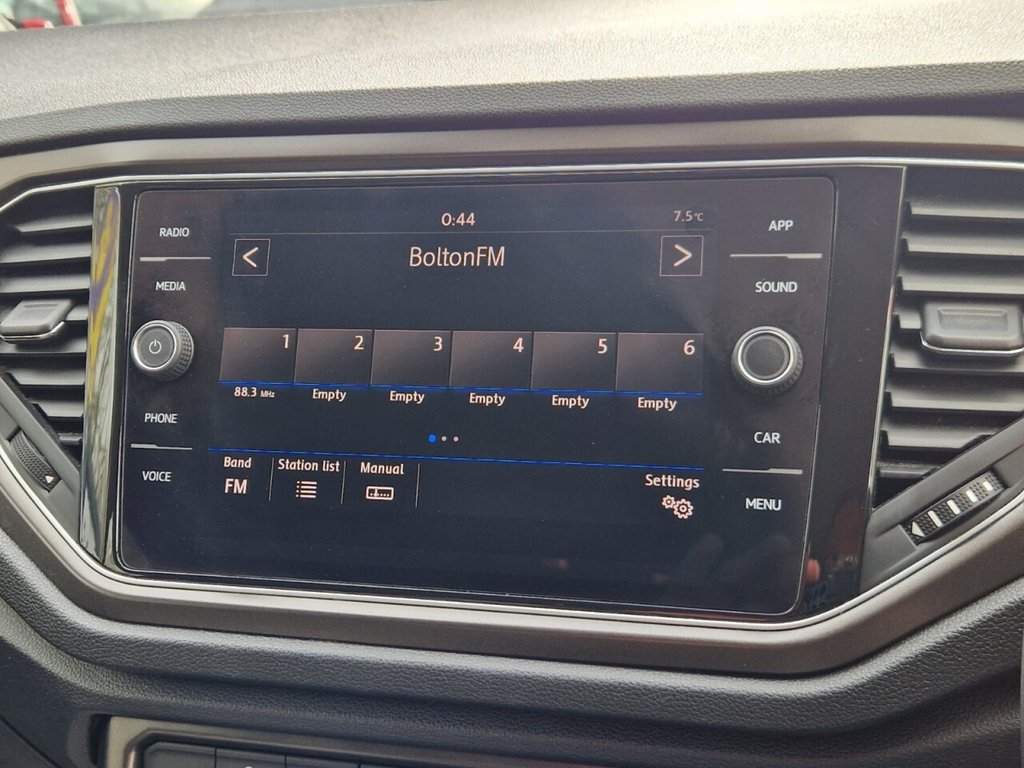 0:44
7.5°C
RADIO
APP
<
BoltonFM
>
MEDIA
SOUND
1 2 3 4 5 6
88.3 MHz Empty Empty Empty Empty Empty
PHONE
CAR
Band Station list Manual Settings
FM
VOICE
MENU